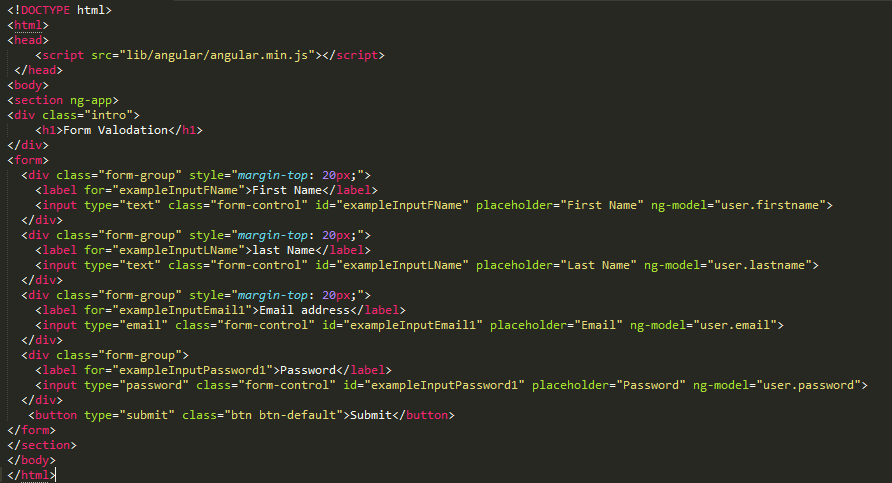 <!DOCTYPE html>
<html>
<head>
    <script src="lib/angular/angular.min.js"></script>
 </head>
<body>
<section ng-app>
<div class="intro">
    <h1>Form Valodation</h1>
</div>
<form>
  <div class="form-group" style="margin-top: 20px;">
    <label for="exampleInputFName">First Name</label>
    <input type="text" class="form-control" id="exampleInputFName" placeholder="First Name" ng-model="user.firstname">
  </div>
  <div class="form-group" style="margin-top: 20px;">
    <label for="exampleInputLName">last Name</label>
    <input type="text" class="form-control" id="exampleInputLName" placeholder="Last Name" ng-model="user.lastname">
  </div>
  <div class="form-group" style="margin-top: 20px;">
    <label for="exampleInputEmail1">Email address</label>
    <input type="email" class="form-control" id="exampleInputEmail1" placeholder="Email" ng-model="user.email">
  </div>
  <div class="form-group">
    <label for="exampleInputPassword1">Password</label>
    <input type="password" class="form-control" id="exampleInputPassword1" placeholder="Password" ng-model="user.password">
  </div>
   <button type="submit" class="btn btn-default">Submit</button>
</form>
</section>
</body>
</html>